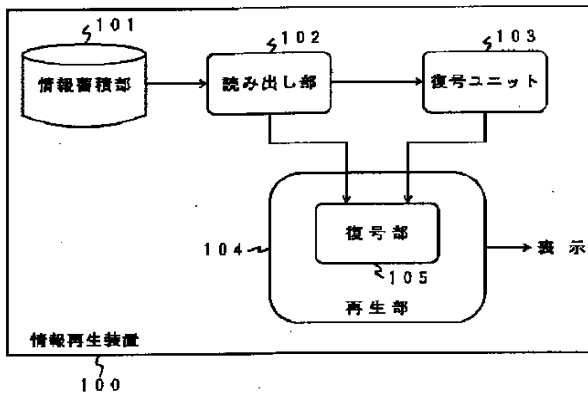 101
102
103
情報蓄積部
読み出し部
復号ユニット
復号部
104
表示
105
再生部
情報再生装置
100